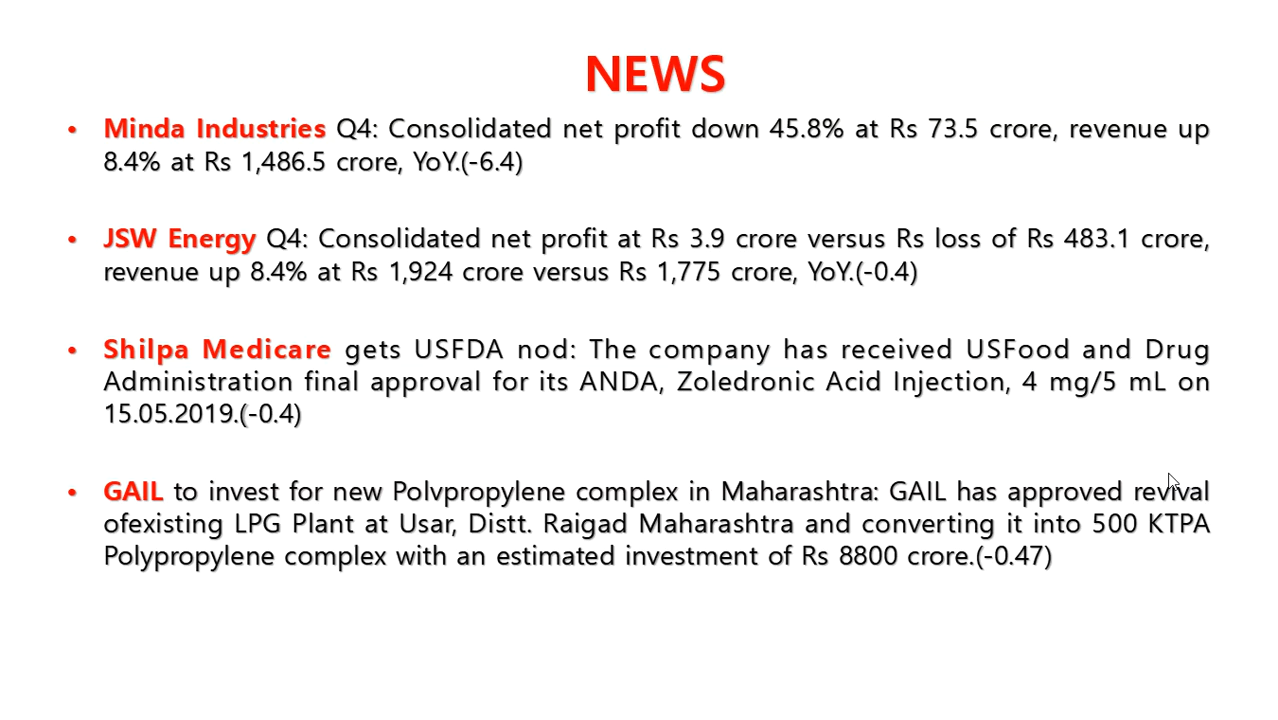 NEWS
• Minda Industries Q4: Consolidated net profit down 45.8% at Rs 73.5 crore, revenue up
8.4% at Rs 1,486.5 crore, YoY.(-6.4)
• JSW Energy Q4: Consolidated net profit at Rs 3.9 crore versus Rs loss of Rs 483.1 crore,
revenue up 8.4% at Rs 1,924 crore versus Rs 1,775 crore, YoY.(-0.4)
• Shilpa Medicare gets USFDA nod: The company has received USFood and Drug
Administration final approval for its ANDA, Zoledronic Acid Injection, 4 mg/5 mL on
15.05.2019.(-0.4)
• GAIL to invest for new Polvpropylene complex in Maharashtra: GAIL has approved revival
ofexisting LPG Plant at Usar, Distt. Raigad Maharashtra and converting it into 500 KTPA
Polypropylene complex with an estimated investment of Rs 8800 crore.(-0.47)